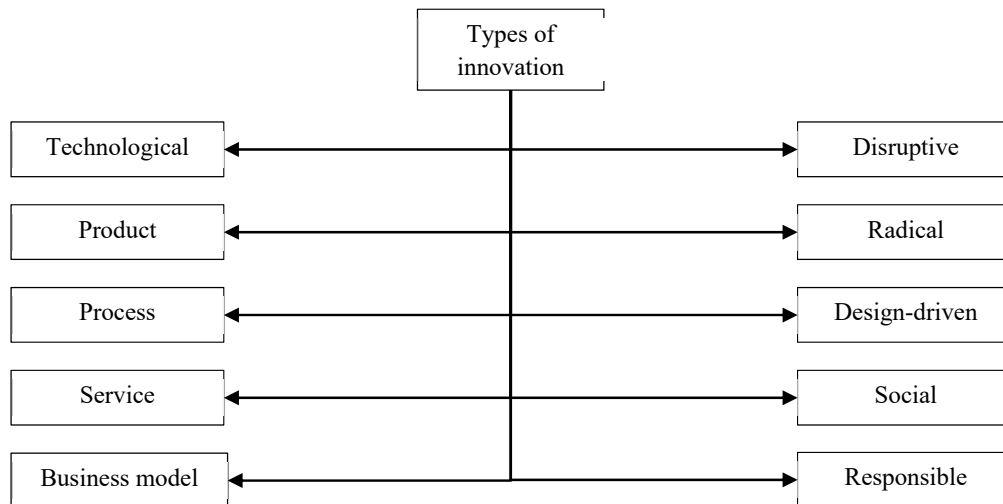 Types of
innovation
Technological
Disruptive
Product
Radical
Process
Design-driven
Service
Social
Business model
Responsible